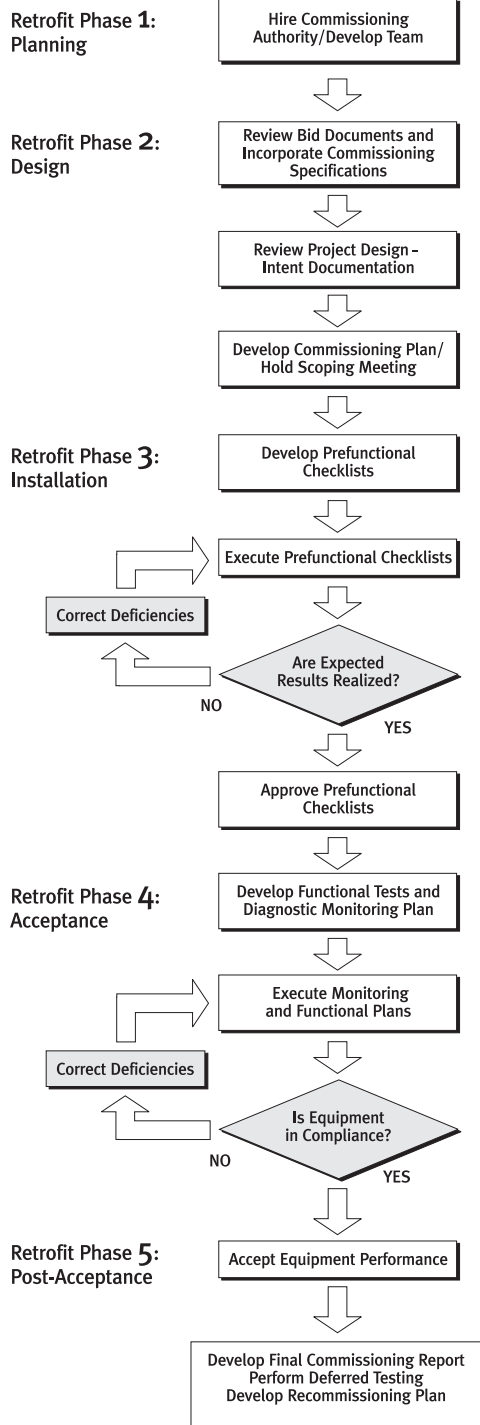 Retrofit Phase 1:
Planning
Hire Commissioning
Authority/Develop Team
Retrofit Phase 2:
Design
Review Bid Documents and
Incorporate Commissioning
Specifications
Review Project Design –
Intent Documentation
Develop Commissioning Plan/
Hold Scoping Meeting
Retrofit Phase 3:
Installation
Develop Prefunctional
Checklists
Execute Prefunctional Checklists
Correct Deficiencies
Are Expected
Results Realized?
NO
YES
Approve Prefunctional
Checklists
Retrofit Phase 4:
Acceptance
Develop Functional Tests and
Diagnostic Monitoring Plan
Execute Monitoring
and Functional Plans
Correct Deficiencies
Is Equipment
in Compliance?
NO
YES
Retrofit Phase 5:
Post-Acceptance
Accept Equipment Performance
Develop Final Commissioning Report
Perform Deferred Testing
Develop Recommissioning Plan